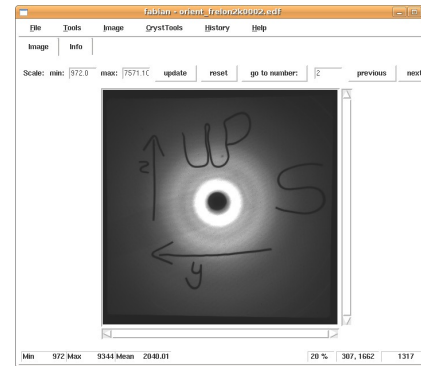 fabian - orient_frelon2k0002.edf
File Tools Image CrystTools History Help
Image Info
Scale: min: 972.0 max: 7571.10 update reset go to number: 2 previous next
UP
z
S
y
Min 972 Max 9344 Mean 2040.01 20 % 307, 1662 1317